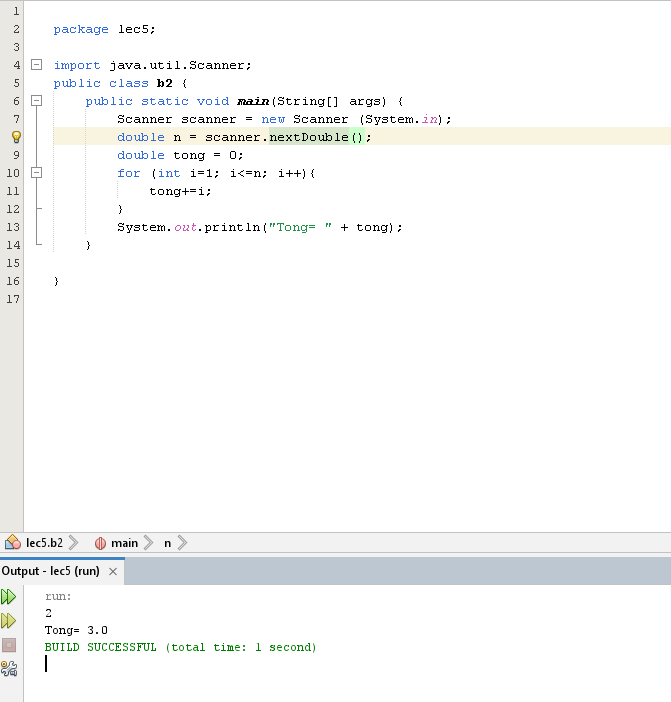 1
2 package lec5;
3
4 import java.util.Scanner;
5 public class b2 {
6 public static void main(String[] args) {
7 Scanner scanner = new Scanner (System.in);
double n = scanner.nextDouble();
9 double tong = 0;
10 for (int i=1; i<=n; i++){
11 tong+=i;
12 }
13 System.out.println("Tong= " + tong);
14 }
15
16 }
17
lec5.b2 main n
Output - lec5 (run) ×
run:
2
Tong= 3.0
BUILD SUCCESSFUL (total time: 1 second)